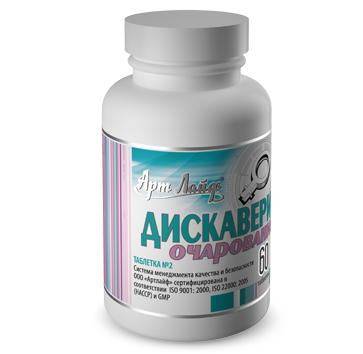 Арт Лайф
ДИСКАВЕРИ
ОЧАРОВАНИ
ТАБЛЕТКА №2
60
Система менеджмента качества и безопасности
ООО «Артлайф» сертифицирована в
соответствии ISO 9001: 2000, ISO 22000: 2005
(НАССР) и GMP